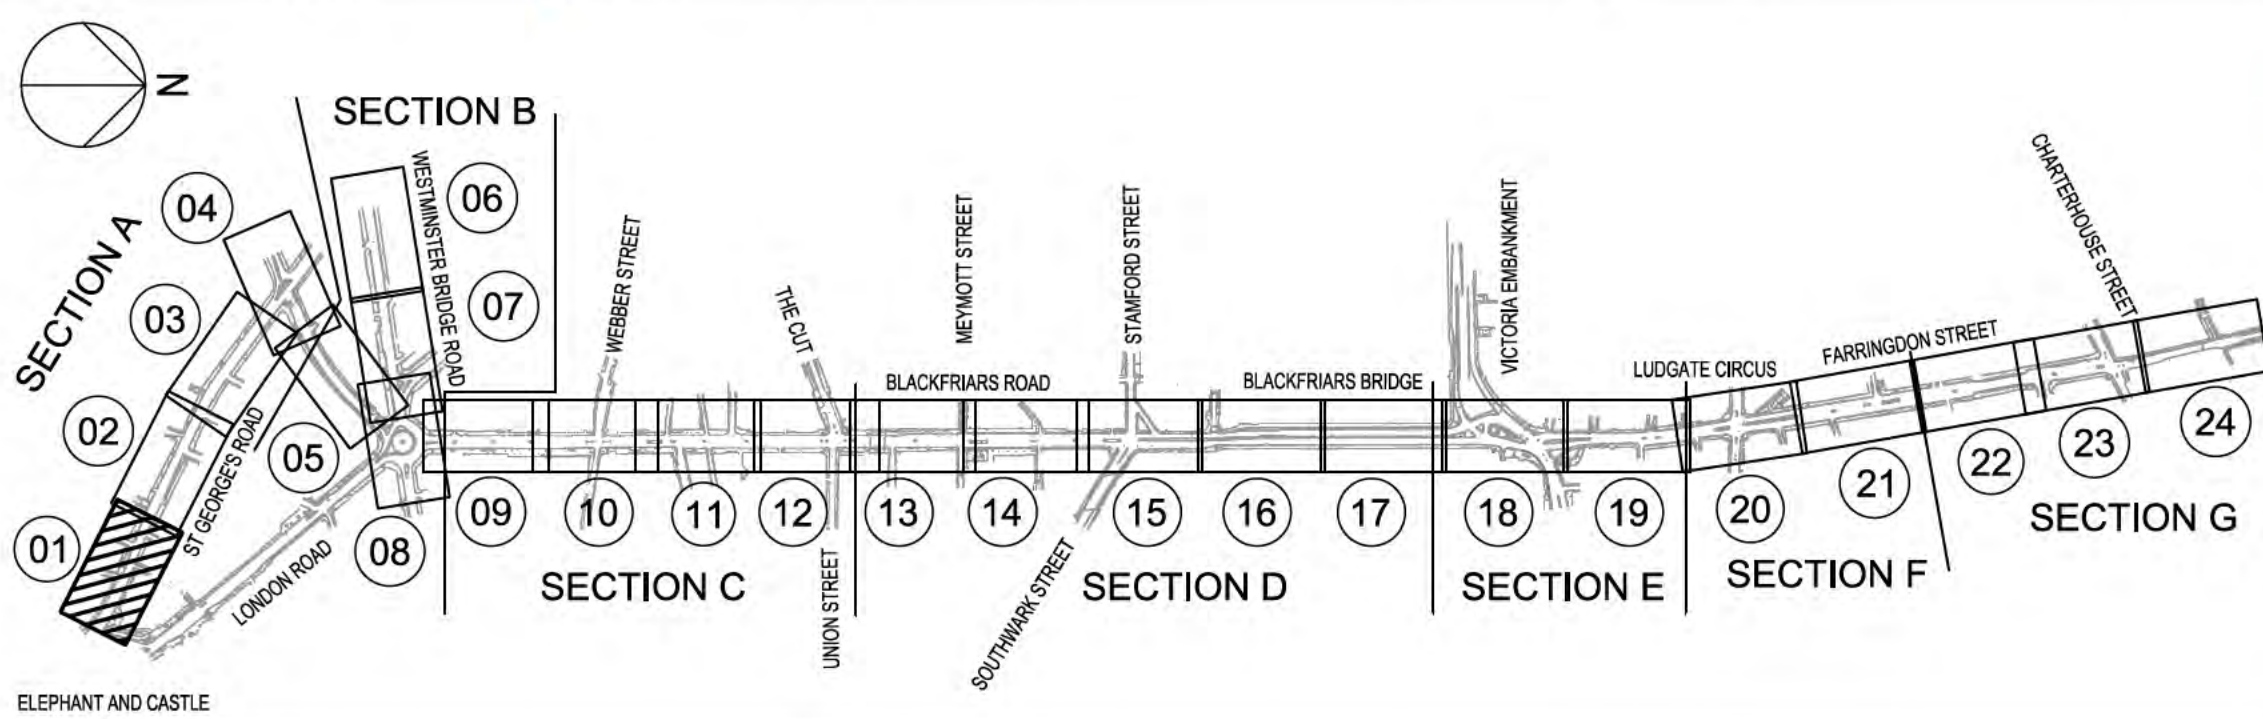 N
SECTION A
SECTION B
04
03
02
01
05
06
07
08
WESTMINSTER BRIDGE ROAD
ST GEORGE'S ROAD
LONDON ROAD
ELEPHANT AND CASTLE
WEBBER STREET
THE CUT
UNION STREET
09
10
11
12
SECTION C
MEYMOTT STREET
STAMFORD STREET
BLACKFRIARS ROAD
BLACKFRIARS BRIDGE
SOUTHWARK STREET
13
14
15
16
17
SECTION D
VICTORIA EMBANKMENT
18
19
SECTION E
LUDGATE CIRCUS
FARRINGDON STREET
20
21
SECTION F
CHARTERHOUSE STREET
22
23
24
SECTION G